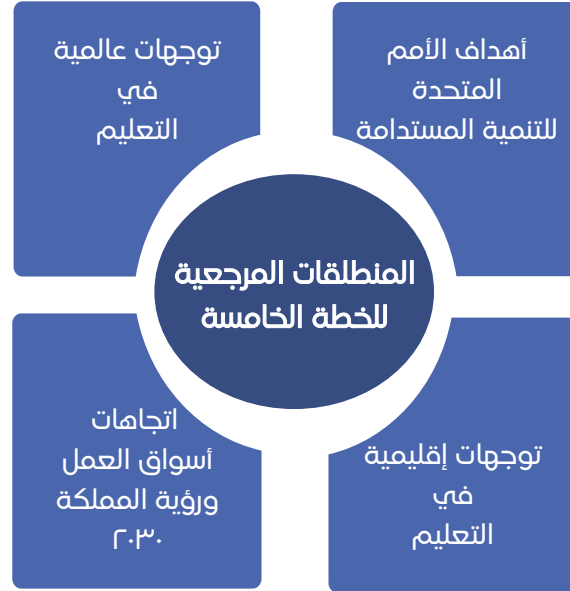 أهداف الأمم
المتحدة
للتنمية المستدامة
توجهات عالمية
في
التعليم
المنطلقات المرجعية
للخطة الخامسة
توجهات إقليمية
في
التعليم
اتجاهات
أسواق العمل
ورؤية المملكة
٢٠٣٠